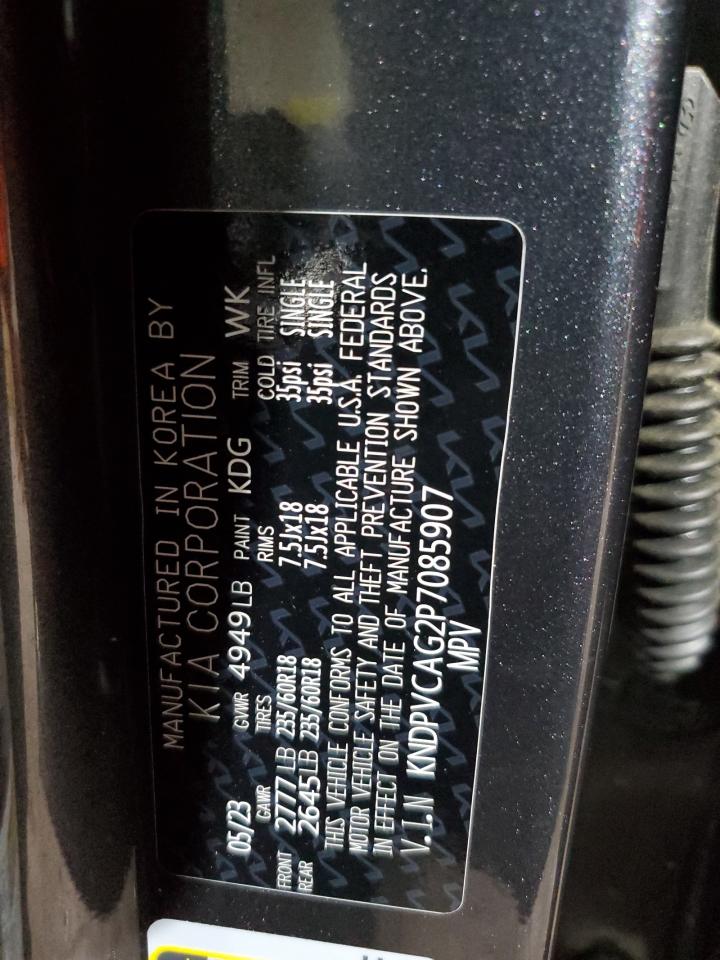 MANUFACTURED IN KOREA BY
KIA CORPORATION
05/23 GVWR 4949LB PAINT KDG TRIM WK
GAWR TIRES RIMS COLD TIRE INFL
FRONT 2777LB 235/60R18 7.5Jx18 35psi SINGLE
REAR 2645LB 235/60R18 7.5Jx18 35psi SINGLE
THIS VEHICLE CONFORMS TO ALL APPLICABLE U.S.A. FEDERAL
MOTOR VEHICLE SAFETY AND THEFT PREVENTION STANDARDS
IN EFFECT ON THE DATE OF MANUFACTURE SHOWN ABOVE.
V.I.N KNDPVCAG2P7085907
MPV